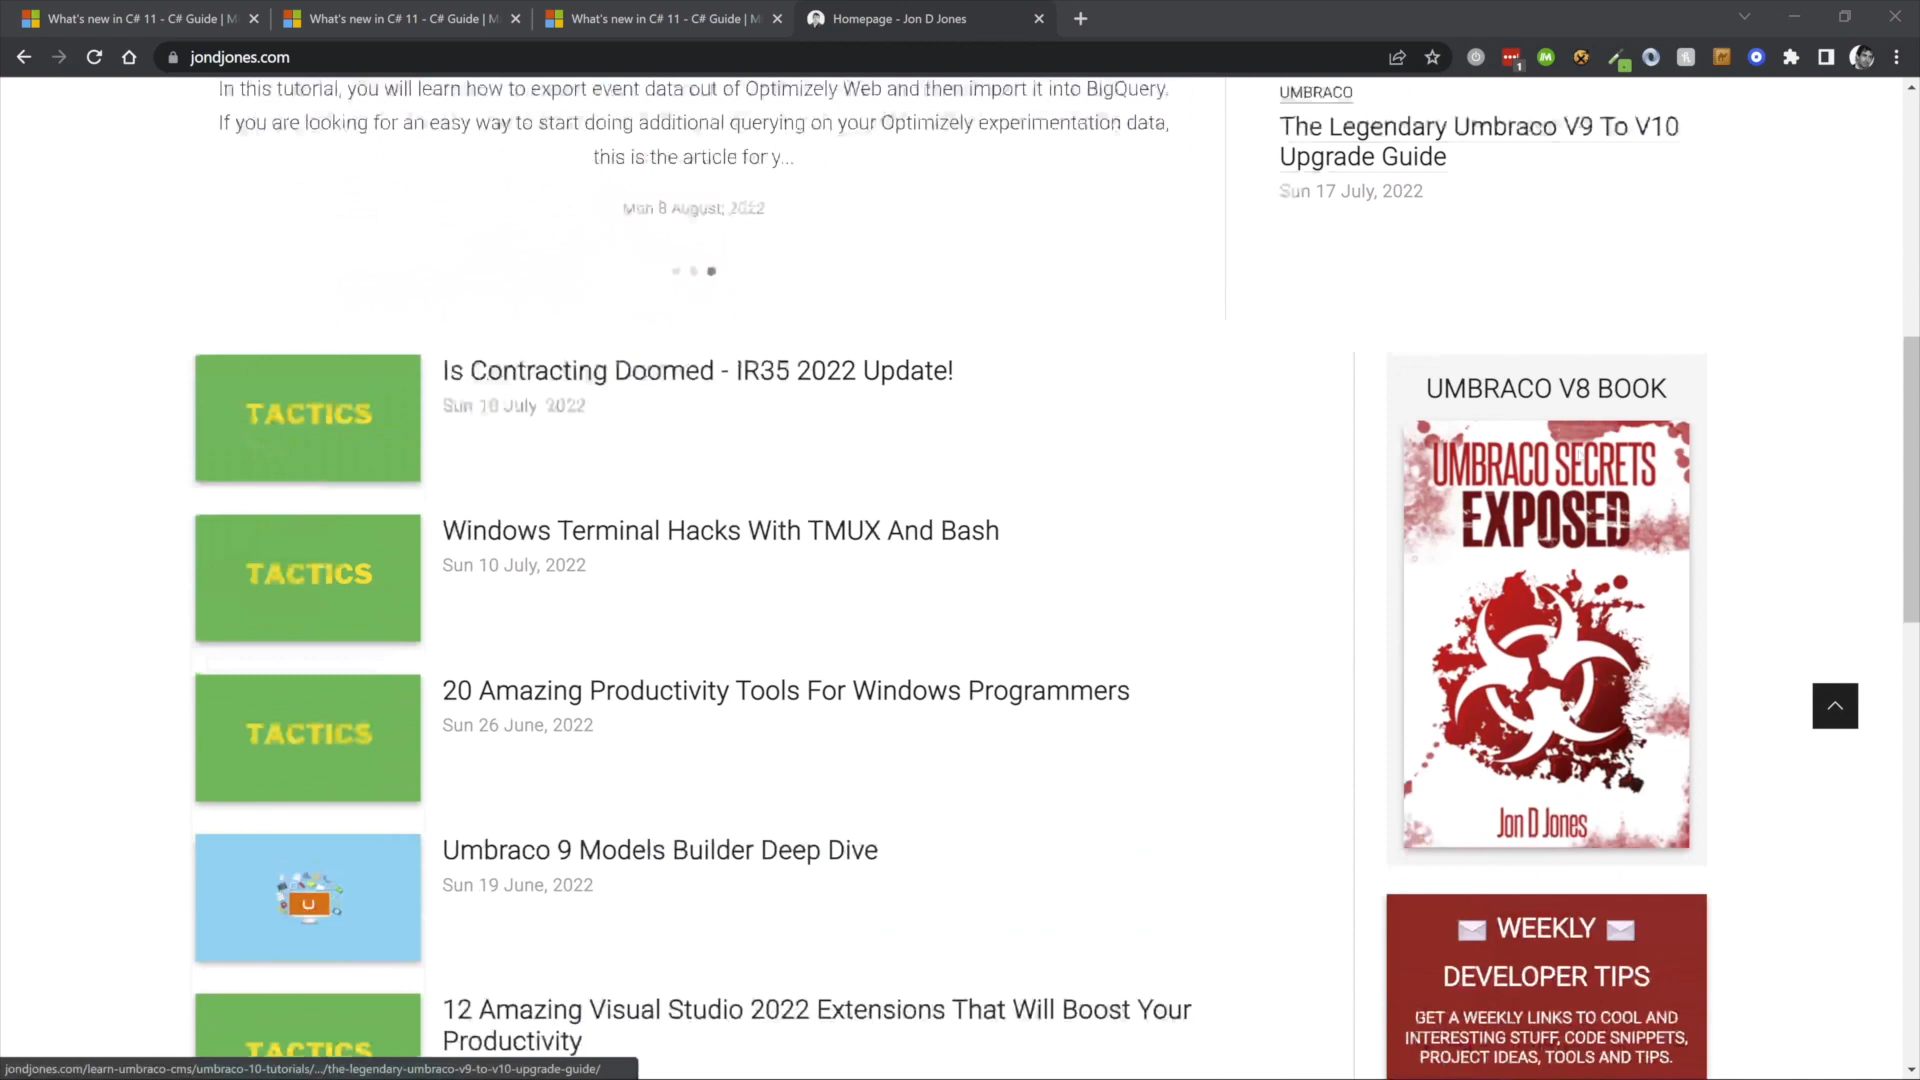 What's new in C# 11 - C# Guide | M
What's new in C# 11 - C# Guide | M
What's new in C# 11 - C# Guide | M
Homepage - Jon D Jones
jondjones.com
In this tutorial, you will learn how to export event data out of Optimizely Web and then import it into BigQuery.
If you are looking for an easy way to start doing additional querying on your Optimizely experimentation data,
this is the article for y...
Mon 8 August, 2022
UMBRACO
The Legendary Umbraco V9 To V10
Upgrade Guide
Sun 17 July, 2022
TACTICS
Is Contracting Doomed - IR35 2022 Update!
Sun 10 July, 2022
TACTICS
Windows Terminal Hacks With TMUX And Bash
Sun 10 July, 2022
TACTICS
20 Amazing Productivity Tools For Windows Programmers
Sun 26 June, 2022
Umbraco 9 Models Builder Deep Dive
Sun 19 June, 2022
TACTICS
12 Amazing Visual Studio 2022 Extensions That Will Boost Your
Productivity
UMBRACO V8 BOOK
UMBRACO SECRETS
EXPOSED
Jon D Jones
WEEKLY
DEVELOPER TIPS
GET A WEEKLY LINKS TO COOL AND
INTERESTING STUFF, CODE SNIPPETS,
PROJECT IDEAS, TOOLS AND TIPS.
jondjones.com/learn-umbraco-cms/umbraco-10-tutorials/.../the-legendary-umbraco-v9-to-v10-upgrade-guide/